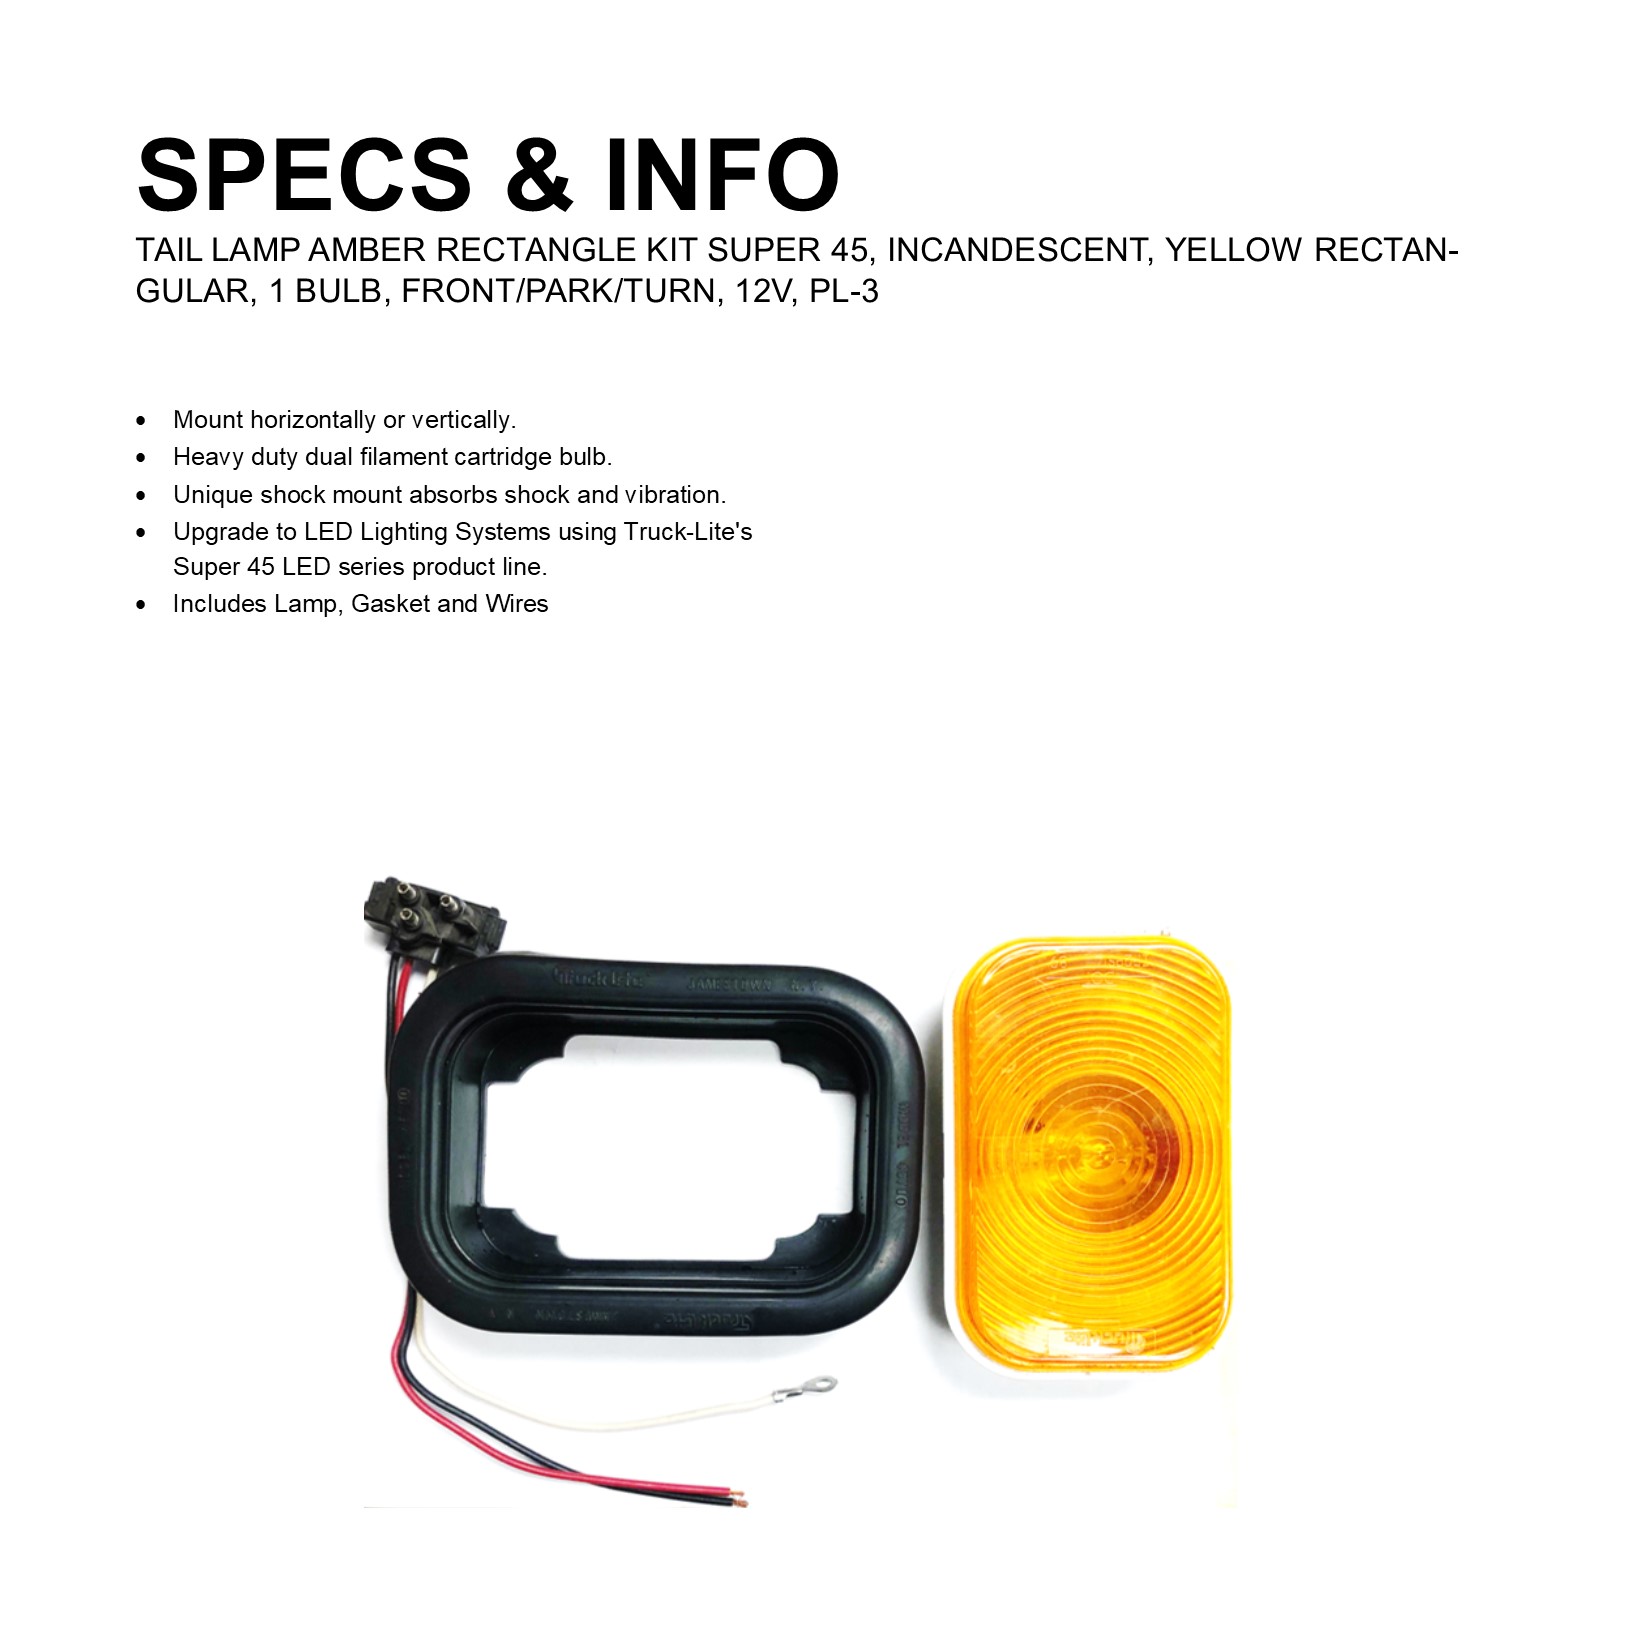 SPECS & INFO
TAIL LAMP AMBER RECTANGLE KIT SUPER 45, INCANDESCENT, YELLOW RECTAN-
GULAR, 1 BULB, FRONT/PARK/TURN, 12V, PL-3
• Mount horizontally or vertically.
• Heavy duty dual filament cartridge bulb.
• Unique shock mount absorbs shock and vibration.
• Upgrade to LED Lighting Systems using Truck-Lite's
Super 45 LED series product line.
• Includes Lamp, Gasket and Wires
Truck-Lite JAMESTOWN N.Y.